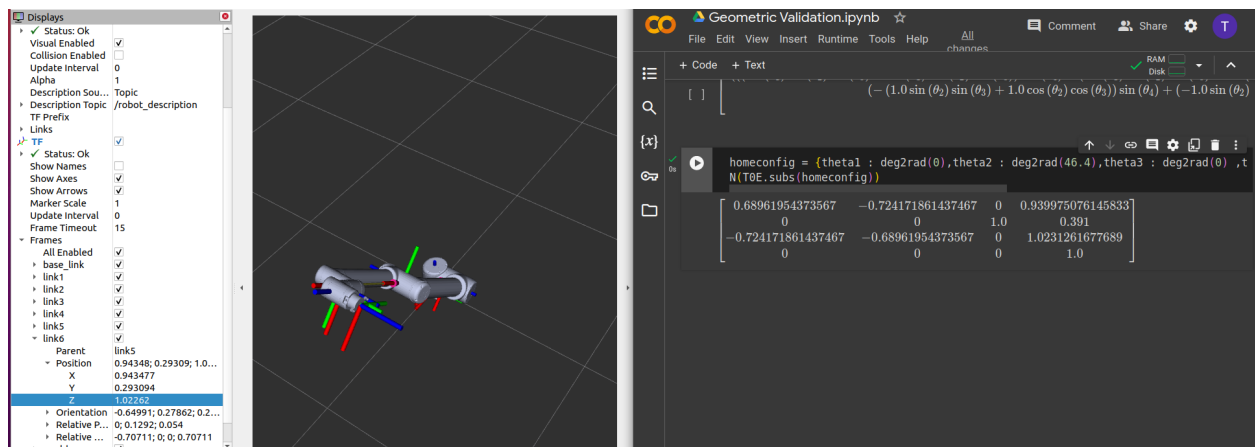 Displays
Status: Ok
Visual Enabled
Collision Enabled
Update Interval 0
Alpha 1
Description Sou... Topic
Description Topic /robot_description
TF Prefix
Links
TF
Status: Ok
Show Names
Show Axes
Show Arrows
Marker Scale 1
Update Interval 0
Frame Timeout 15
Frames
All Enabled
base_link
link1
link2
link3
link4
link5
link6
Parent link5
Position 0.94348; 0.29309; 1.0...
X 0.943477
Y 0.293094
Z 1.02262
Orientation -0.64991; 0.27862; 0.2...
Relative P... 0; 0.1292; 0.054
Relative ... -0.70711; 0; 0; 0.70711
Geometric Validation.ipynb
File Edit View Insert Runtime Tools Help All changes
Comment Share T
+ Code + Text
RAM
Disk
{x}
[ ]
(− (1.0 sin (θ2) sin (θ3) + 1.0 cos (θ2) cos (θ3)) sin (θ4) + (−1.0 sin (θ2)
0s
homeconfig = {theta1 : deg2rad(0),theta2 : deg2rad(46.4),theta3 : deg2rad(0) ,t
N(T0E.subs(homeconfig))
0.68961954373567 −0.724171861437467 0 0.939975076145833
0 0 1.0 0.391
−0.724171861437467 −0.68961954373567 0 1.0231261677689
0 0 0 1.0